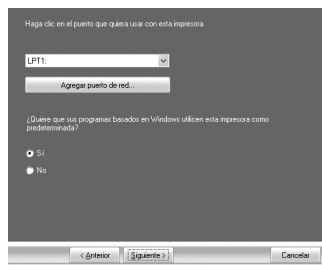 Haga clic en el puerto que quiera usar con esta impresora.
LPT1:
Agregar puerto de red...
¿Quiere que sus programas basados en Windows utilicen esta impresora como
predeterminada?
Sí
No
< Anterior
Siguiente >
Cancelar